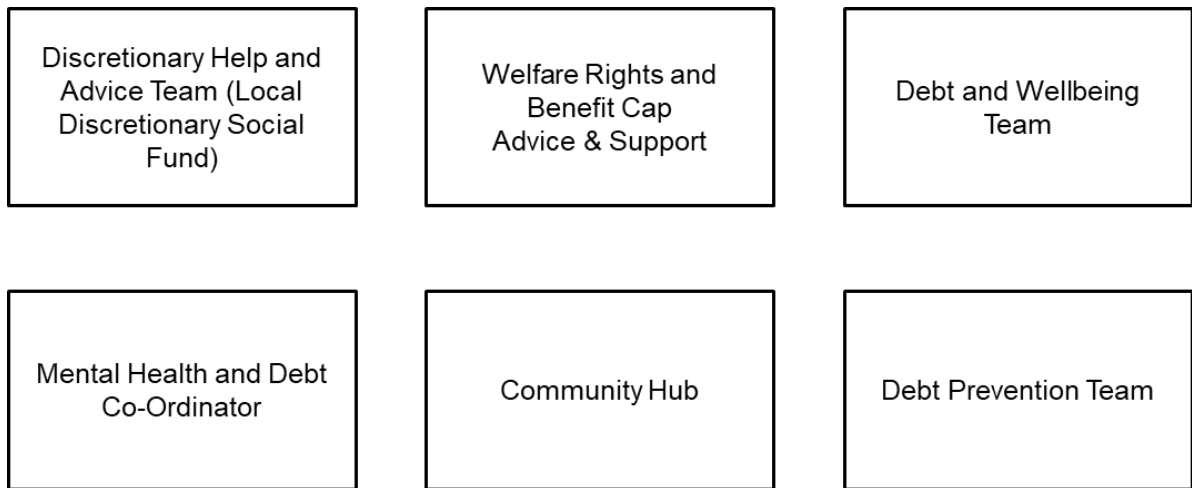 Discretionary Help and
Advice Team (Local
Discretionary Social
Fund)
Welfare Rights and
Benefit Cap
Advice & Support
Debt and Wellbeing
Team
Mental Health and Debt
Co-Ordinator
Community Hub
Debt Prevention Team